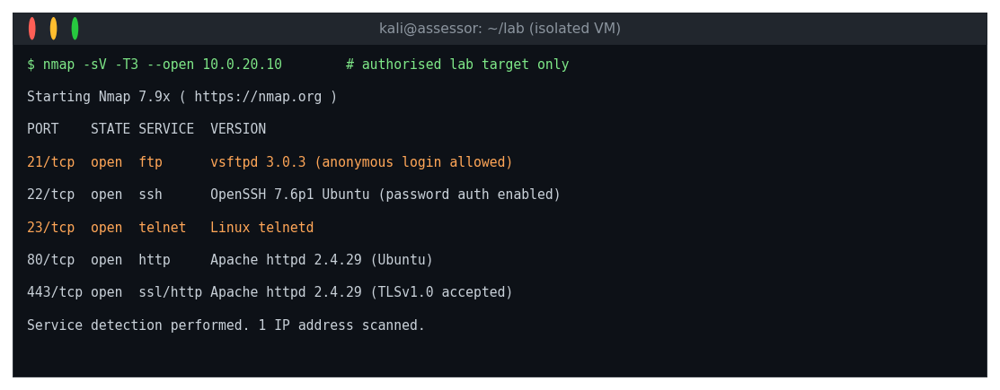 kali@assessor: ~/lab (isolated VM)
$ nmap -sV -T3 --open 10.0.20.10        # authorised lab target only
Starting Nmap 7.9x ( https://nmap.org )
PORT    STATE SERVICE  VERSION
21/tcp  open  ftp      vsftpd 3.0.3 (anonymous login allowed)
22/tcp  open  ssh      OpenSSH 7.6p1 Ubuntu (password auth enabled)
23/tcp  open  telnet   Linux telnetd
80/tcp  open  http     Apache httpd 2.4.29 (Ubuntu)
443/tcp open  ssl/http Apache httpd 2.4.29 (TLSv1.0 accepted)
Service detection performed. 1 IP address scanned.